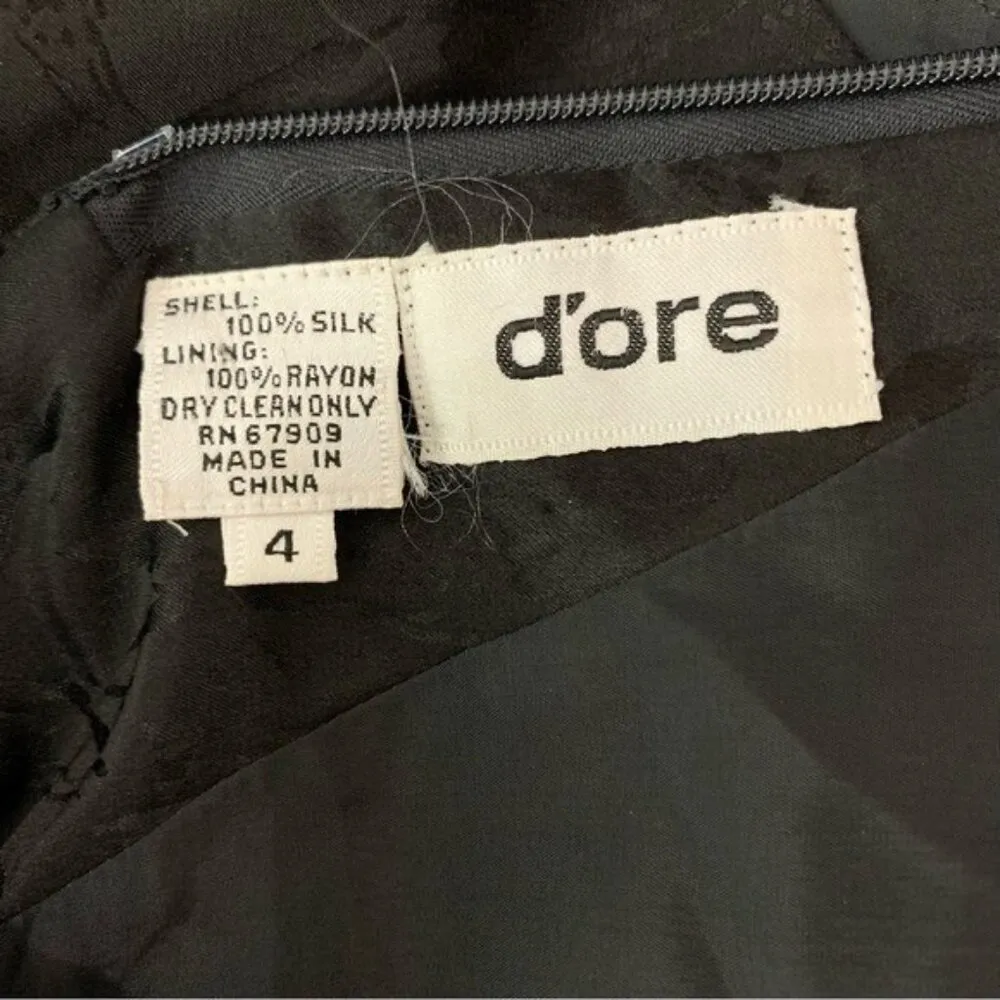 SHELL:
100% SILK
LINING:
100% RAYON
DRY CLEAN ONLY
RN 67909
MADE IN
CHINA
4
d'ore